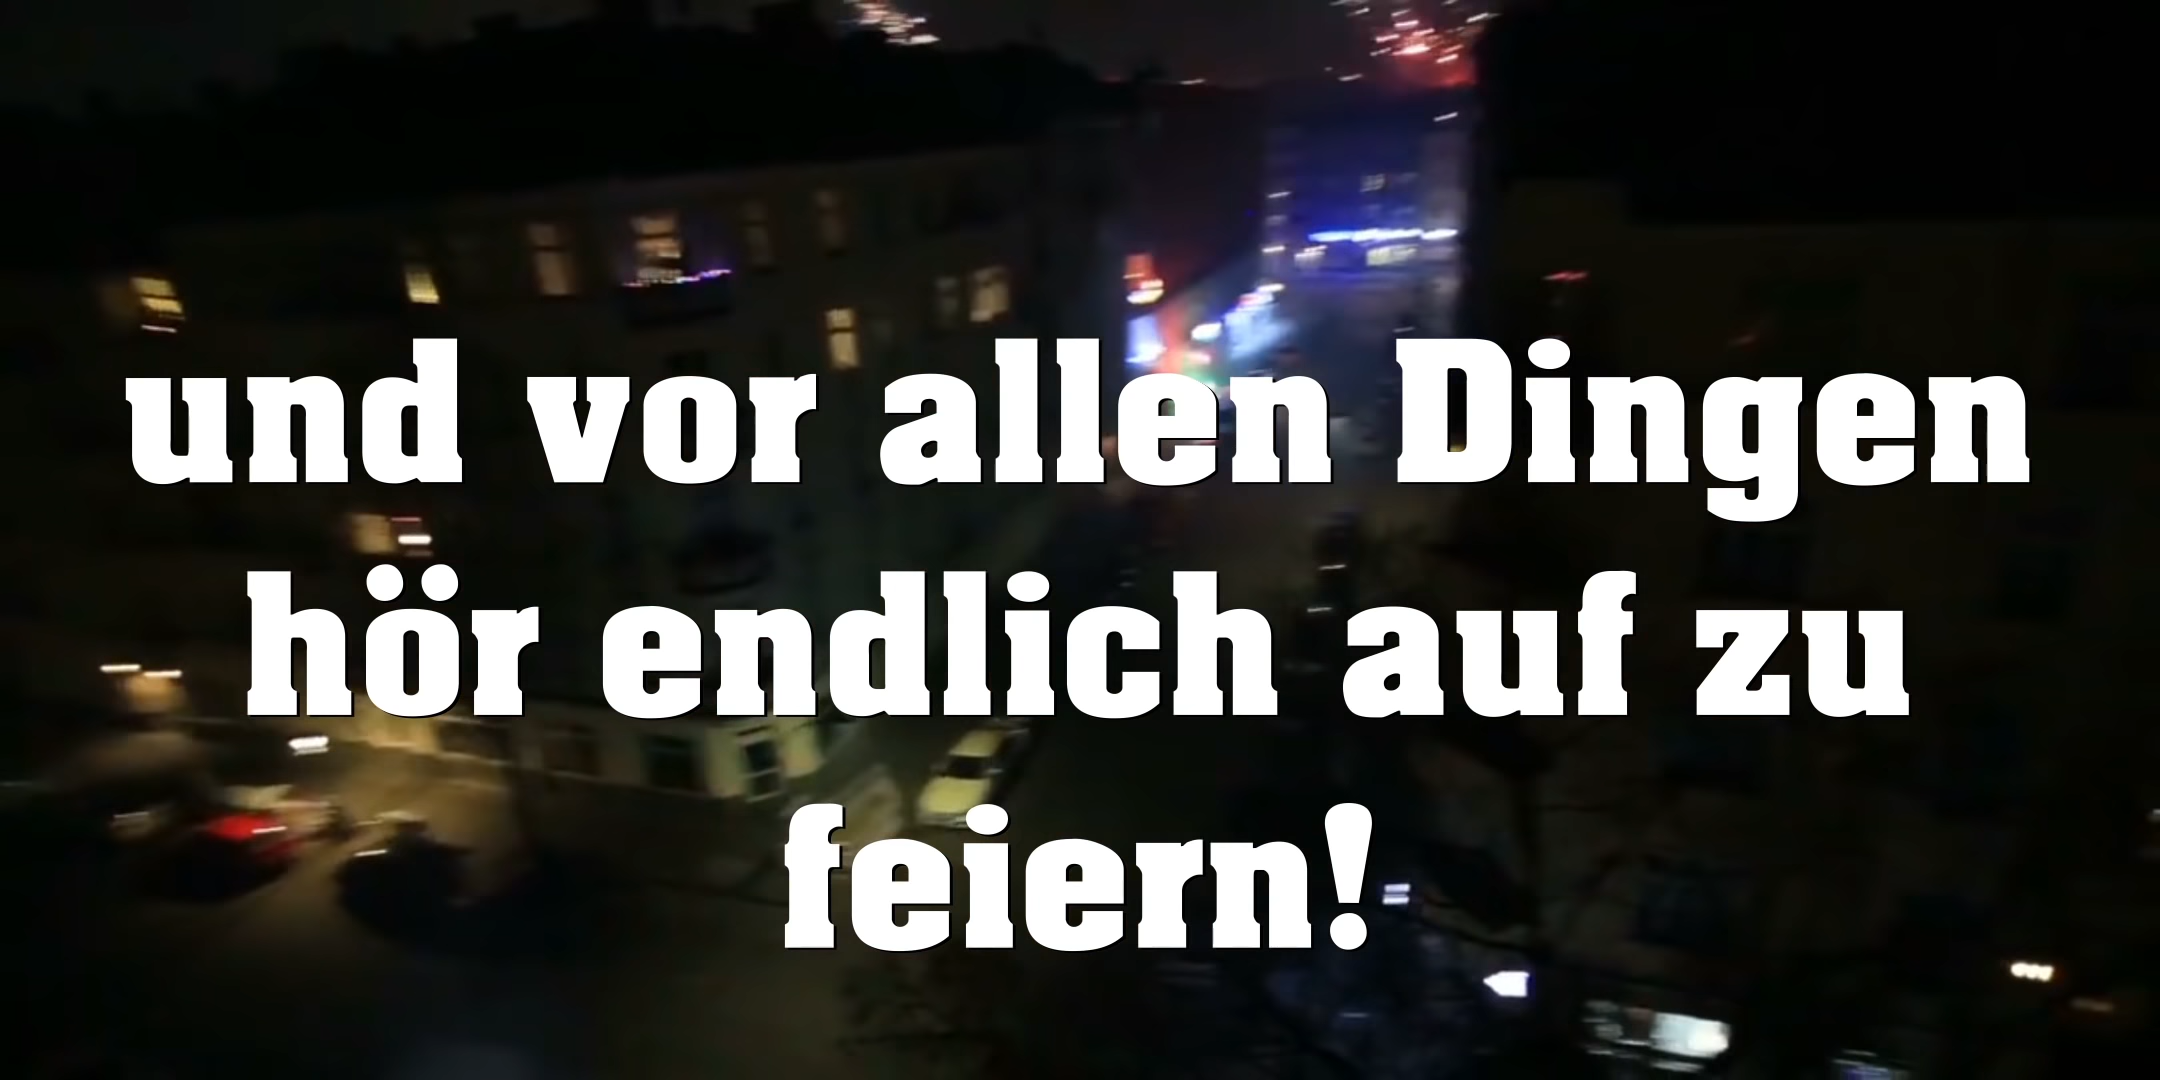 und vor allen Dingen
hör endlich auf zu
feiern!